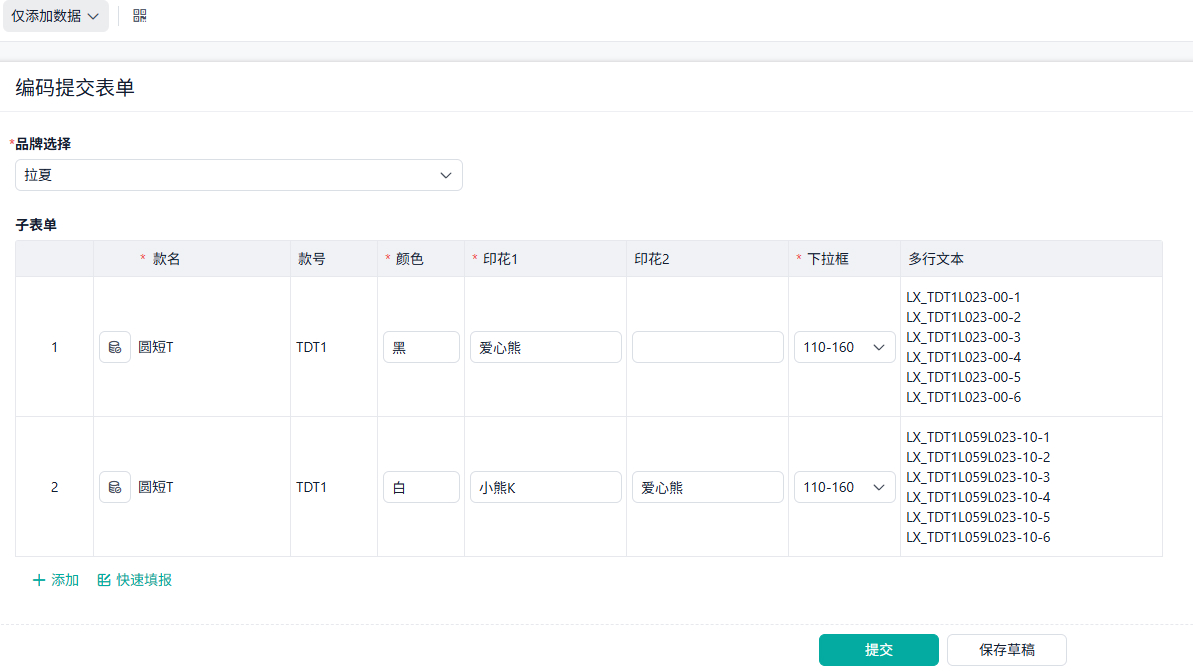 仅添加数据
编码提交表单
*品牌选择
拉夏
子表单
* 款名 款号 * 颜色 * 印花1 印花2 * 下拉框 多行文本
1 圆短T TDT1 黑 爱心熊 110-160
LX_TDT1L023-00-1
LX_TDT1L023-00-2
LX_TDT1L023-00-3
LX_TDT1L023-00-4
LX_TDT1L023-00-5
LX_TDT1L023-00-6
2 圆短T TDT1 白 小熊K 爱心熊 110-160
LX_TDT1L059L023-10-1
LX_TDT1L059L023-10-2
LX_TDT1L059L023-10-3
LX_TDT1L059L023-10-4
LX_TDT1L059L023-10-5
LX_TDT1L059L023-10-6
添加 快速填报
提交 保存草稿